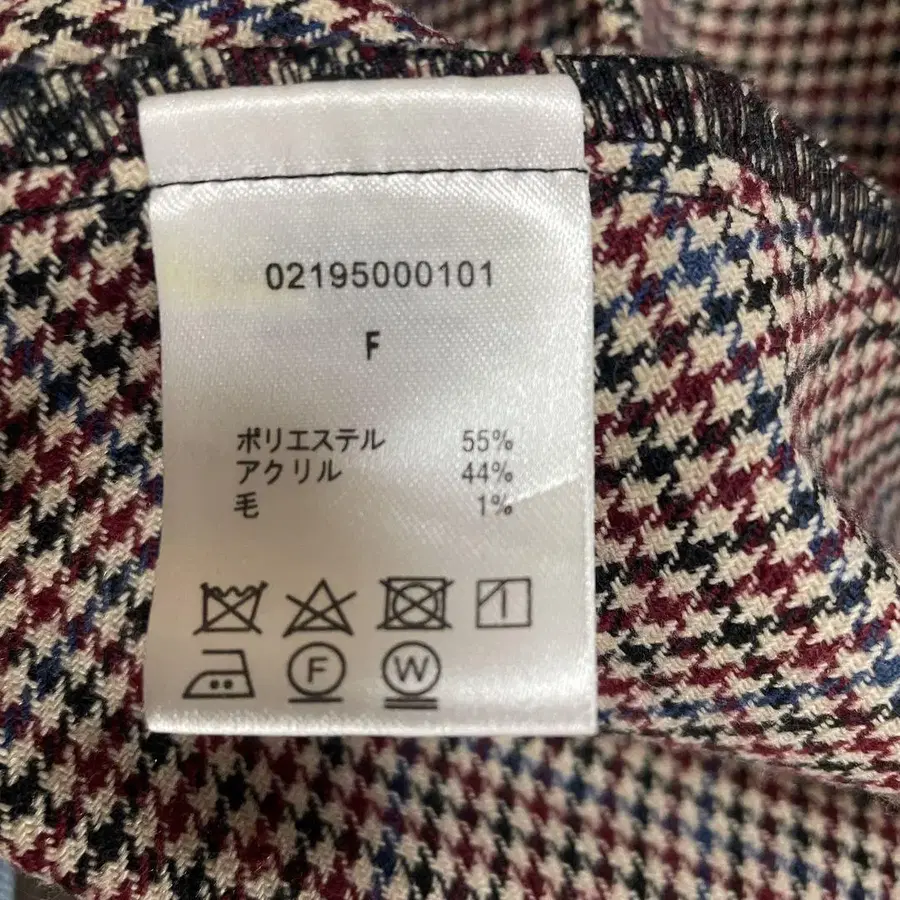 02195000101
F
ポリエステル 55%
アクリル 44%
毛 1%
F W